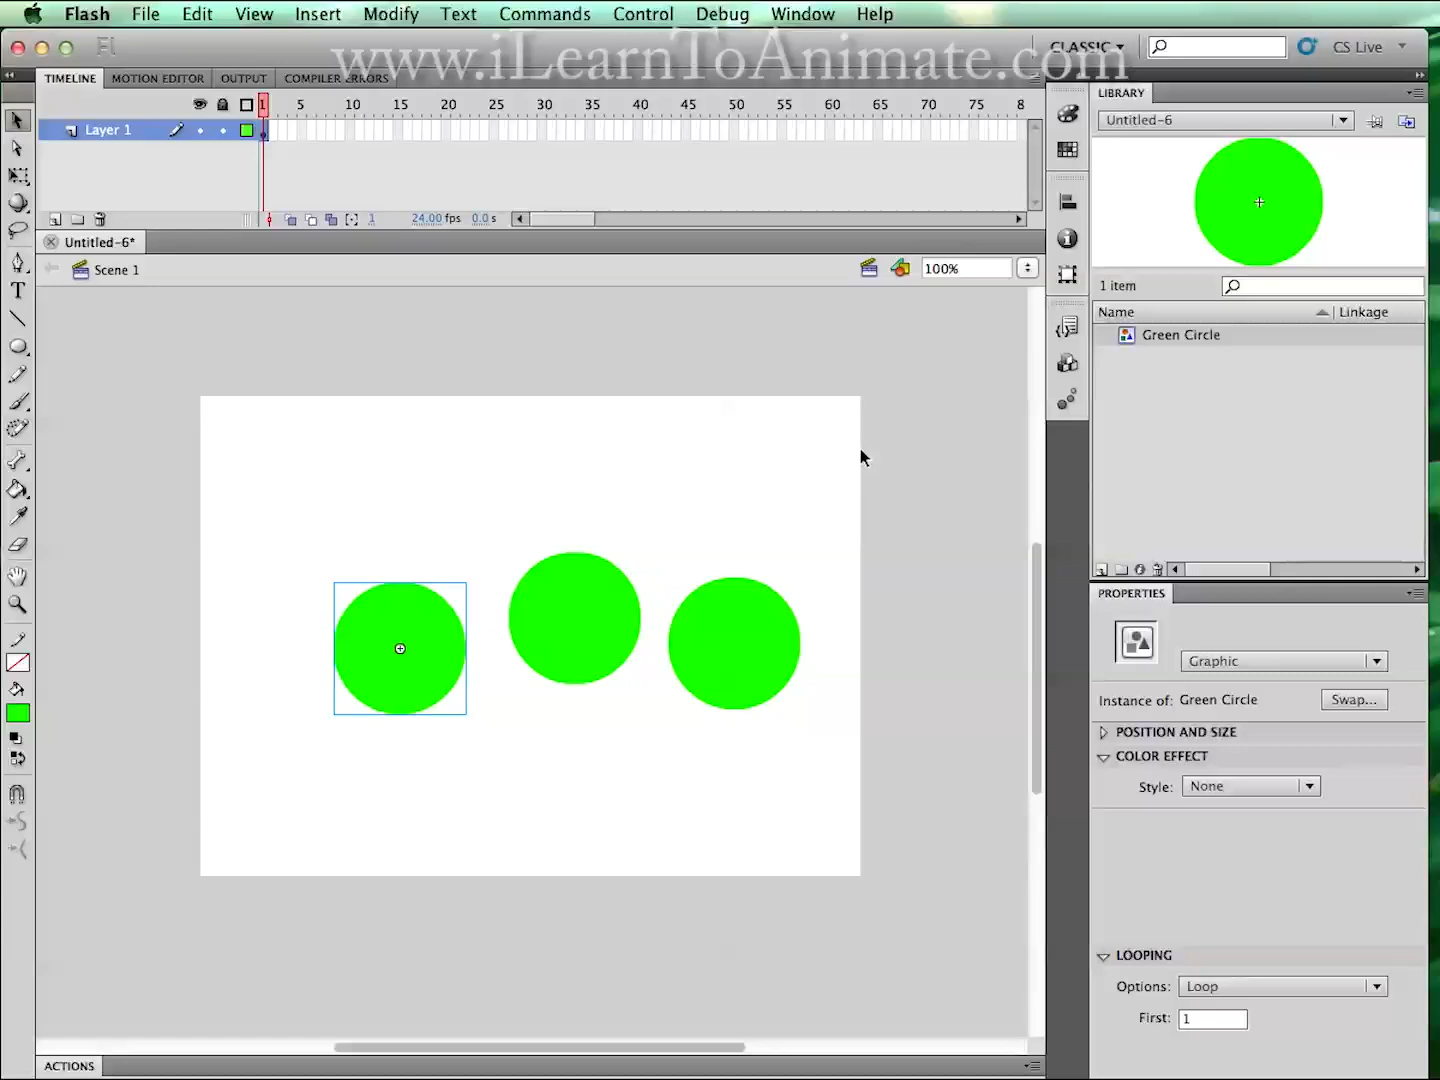 Flash File Edit View Insert Modify Text Commands Control Debug Window Help
Fl www.iLearnToAnimate.com CLASSIC CS Live
TIMELINE MOTION EDITOR OUTPUT COMPILER ERRORS
1 5 10 15 20 25 30 35 40 45 50 55 60 65 70 75 8
Layer 1
1 24.00 fps 0.0 s
Untitled-6*
Scene 1 100%
LIBRARY
Untitled-6
1 item
Name Linkage
Green Circle
PROPERTIES
Graphic
Instance of: Green Circle Swap...
POSITION AND SIZE
COLOR EFFECT
Style: None
LOOPING
Options: Loop
First: 1
ACTIONS